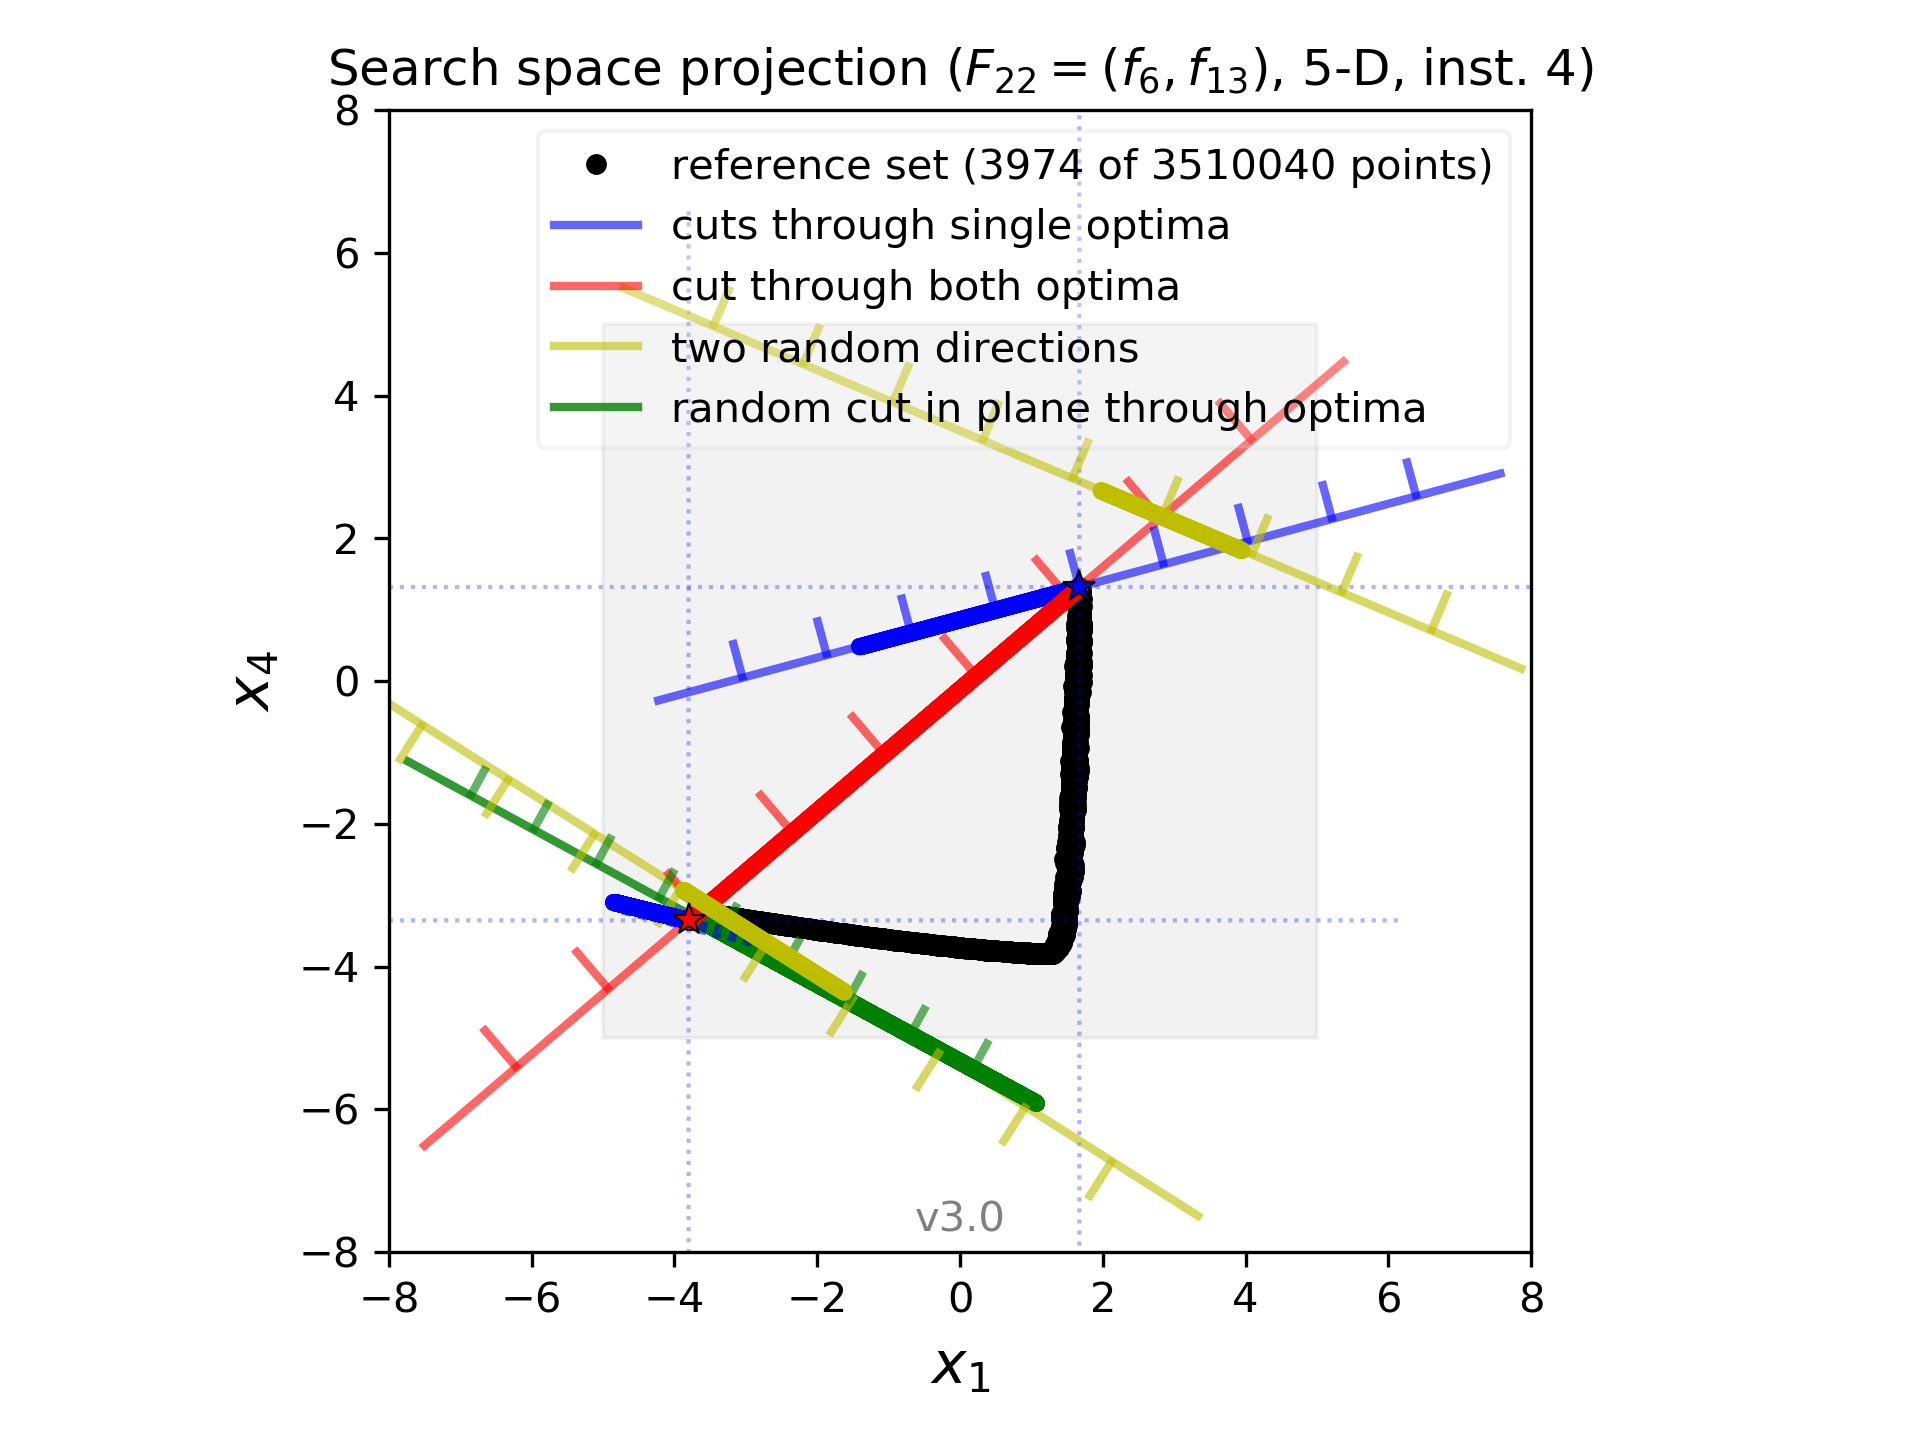 Search space projection (F₂₂ = (f₆, f₁₃), 5-D, inst. 4)
reference set (3974 of 3510040 points)
cuts through single optima
cut through both optima
two random directions
random cut in plane through optima
8
6
4
2
0
−2
−4
−6
−8
x₄
v3.0
−8 −6 −4 −2 0 2 4 6 8
x₁